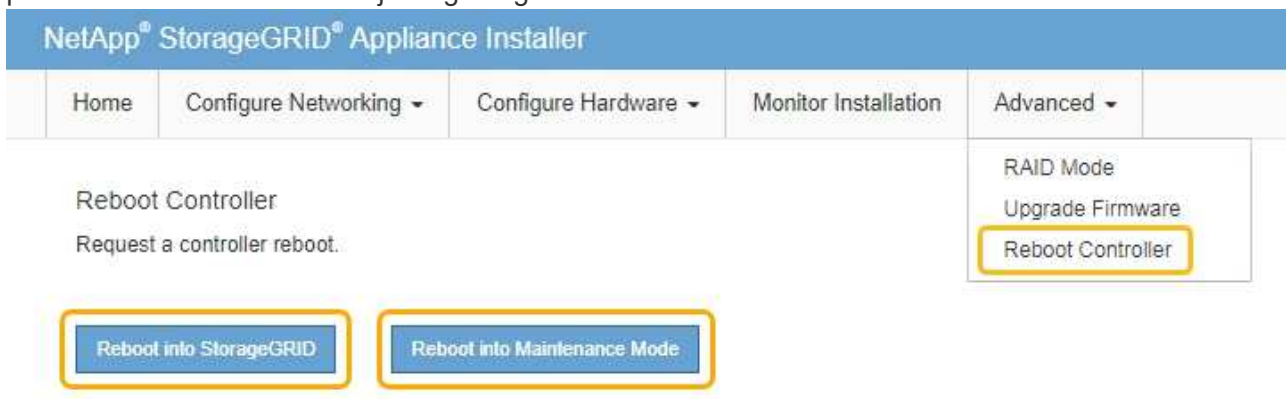 NetApp® StorageGRID® Appliance Installer
Home Configure Networking Configure Hardware Monitor Installation Advanced
RAID Mode
Upgrade Firmware
Reboot Controller
Reboot Controller
Request a controller reboot.
Reboot into StorageGRID Reboot into Maintenance Mode